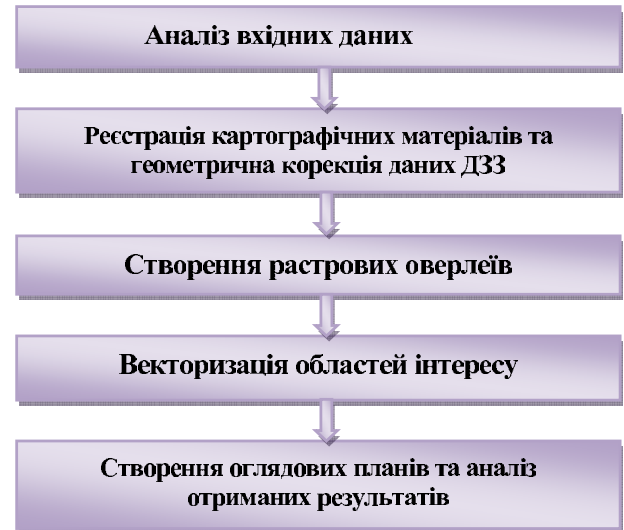 Аналіз вхідних даних
Реєстрація картографічних матеріалів та
геометрична корекція даних ДЗЗ
Створення растрових оверлеїв
Векторизація областей інтересу
Створення оглядових планів та аналіз
отриманих результатів